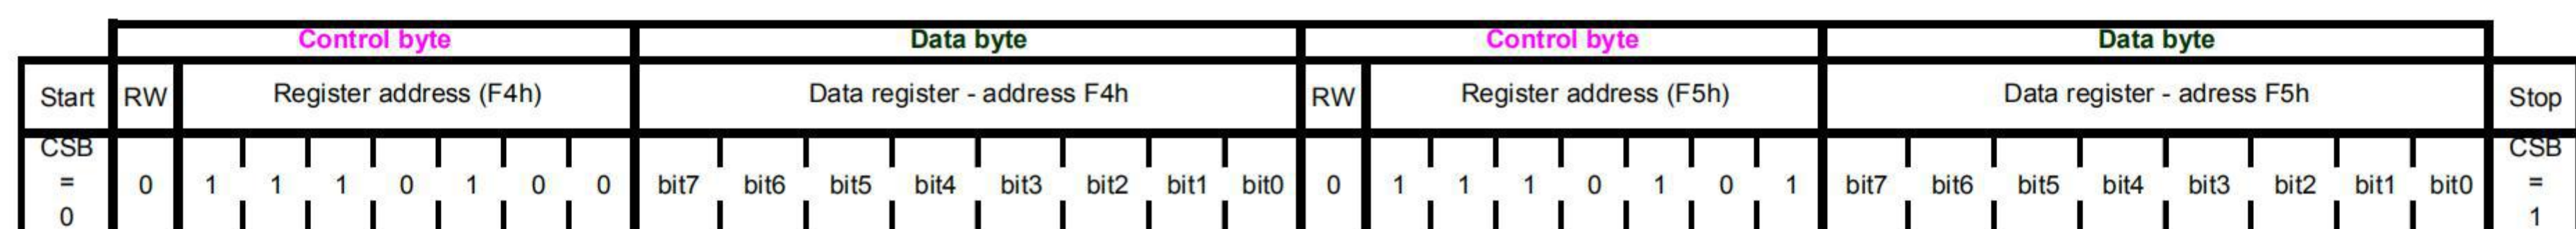 Control byte Data byte Control byte Data byte
Start RW Register address (F4h) Data register - address F4h RW Register address (F5h) Data register - adress F5h Stop
CSB CSB
= 0 1 1 1 0 1 0 0 bit7 bit6 bit5 bit4 bit3 bit2 bit1 bit0 0 1 1 1 0 1 0 1 bit7 bit6 bit5 bit4 bit3 bit2 bit1 bit0 =
0 1